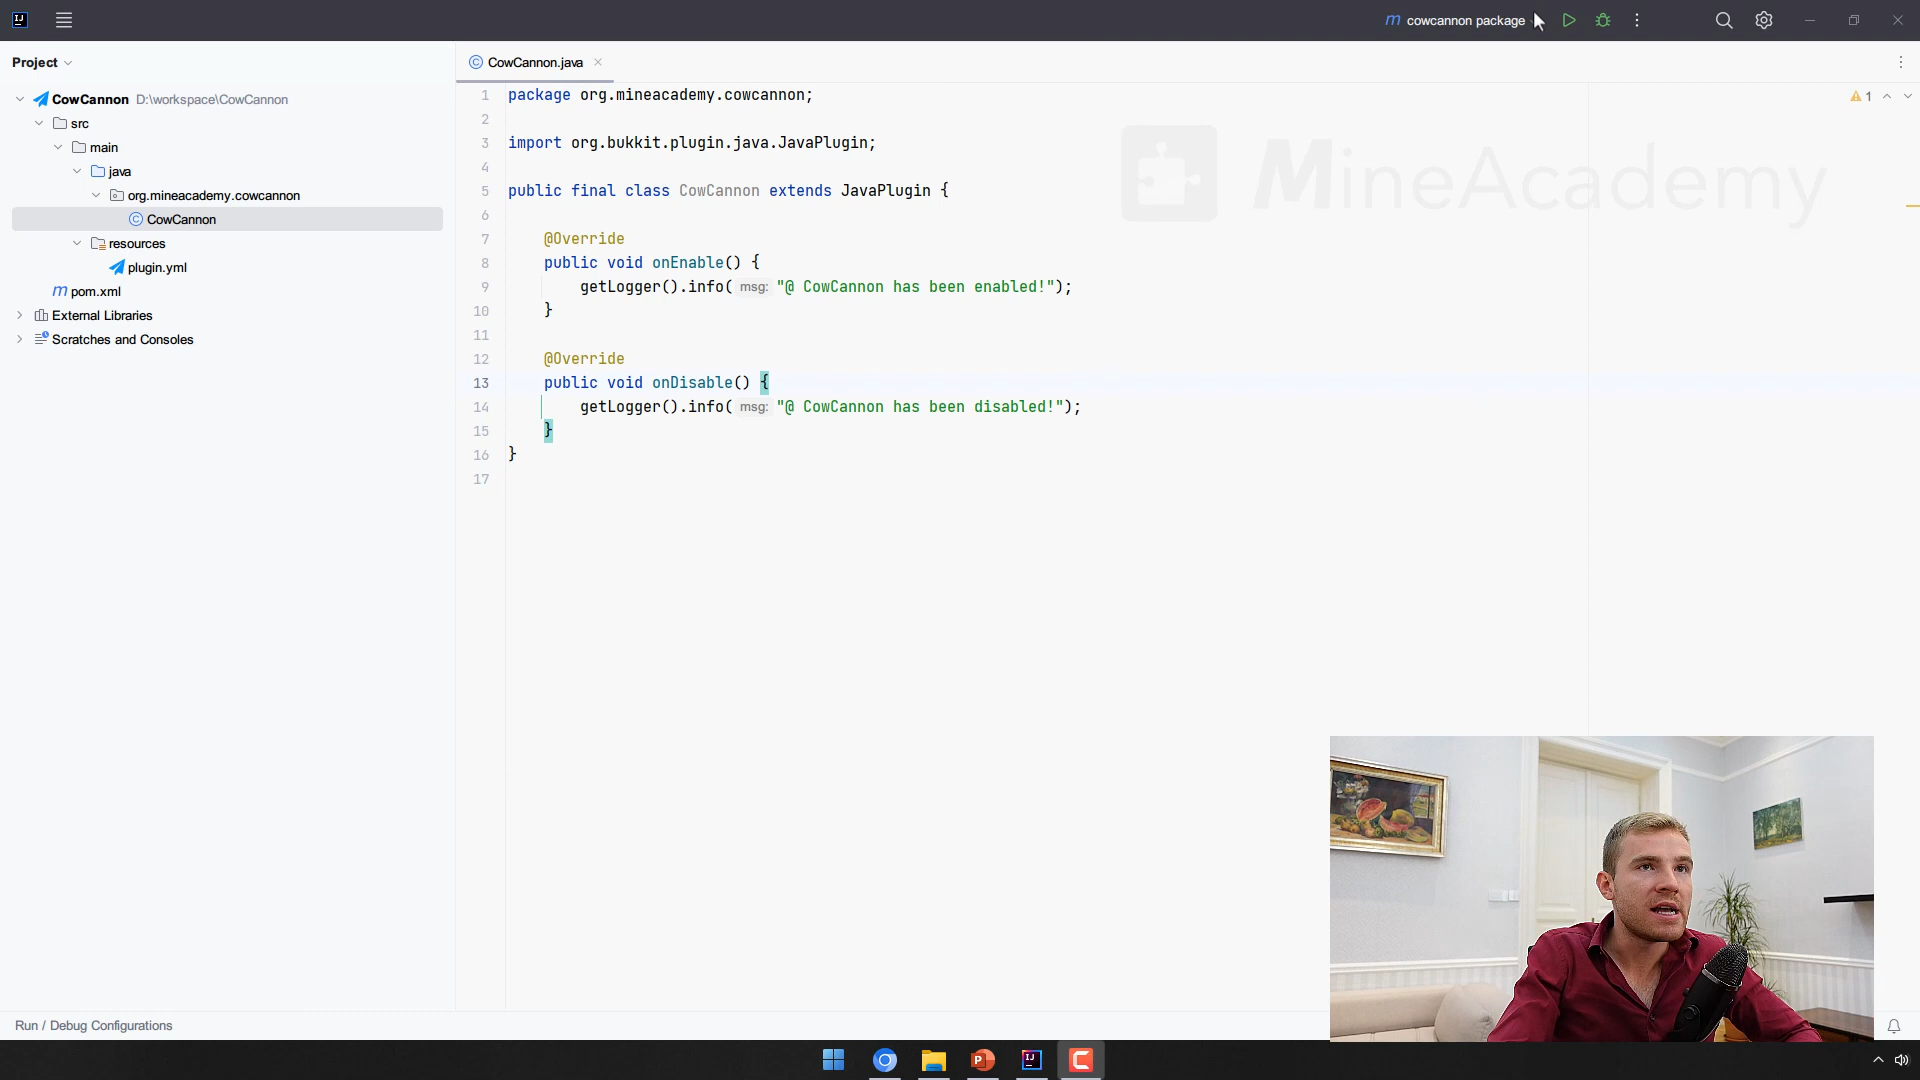 cowcannon package
Project
CowCannon.java
CowCannon D:\workspace\CowCannon
src
main
java
org.mineacademy.cowcannon
CowCannon
resources
plugin.yml
pom.xml
External Libraries
Scratches and Consoles
1 package org.mineacademy.cowcannon;
2
3 import org.bukkit.plugin.java.JavaPlugin;
4
5 public final class CowCannon extends JavaPlugin {
6
7 @Override
8 public void onEnable() {
9 getLogger().info( msg: "@ CowCannon has been enabled!");
10 }
11
12 @Override
13 public void onDisable() {
14 getLogger().info( msg: "@ CowCannon has been disabled!");
15 }
16 }
17
1
MineAcademy
Run / Debug Configurations